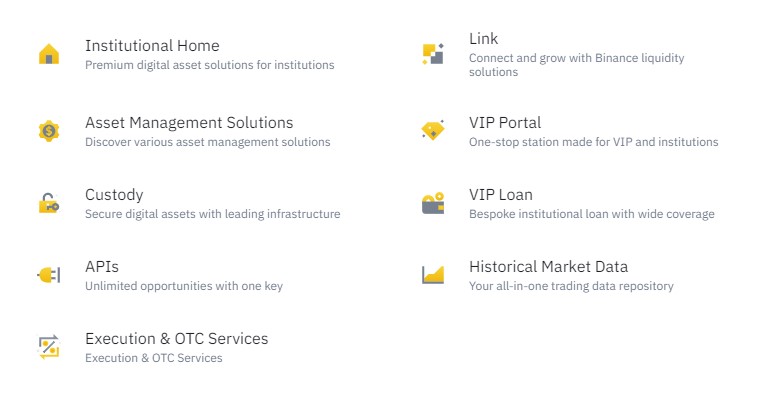 Institutional Home
Premium digital asset solutions for institutions
Link
Connect and grow with Binance liquidity
solutions
Asset Management Solutions
Discover various asset management solutions
VIP Portal
One-stop station made for VIP and institutions
Custody
Secure digital assets with leading infrastructure
VIP Loan
Bespoke institutional loan with wide coverage
APIs
Unlimited opportunities with one key
Historical Market Data
Your all-in-one trading data repository
Execution & OTC Services
Execution & OTC Services